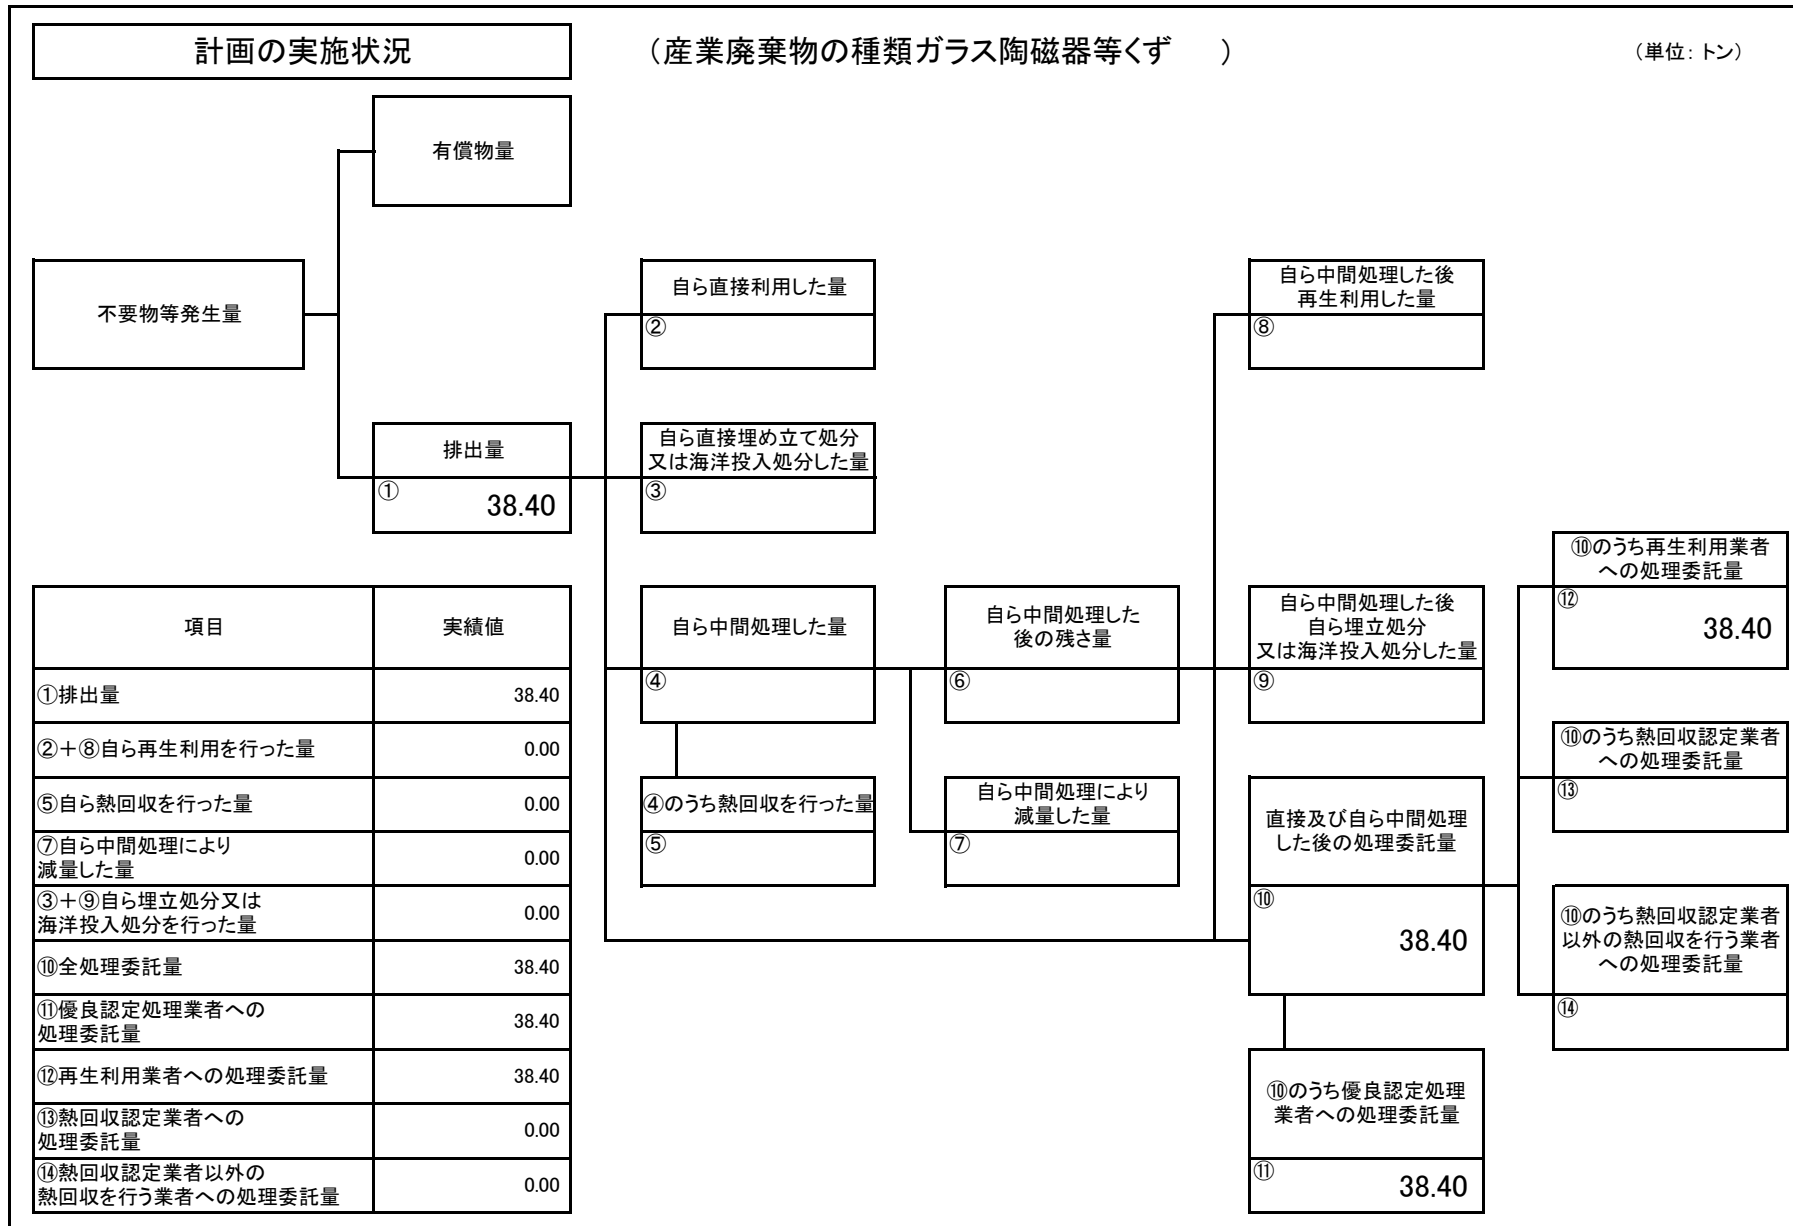 計画の実施状況
（産業廃棄物の種類ガラス陶磁器等くず　　）
（単位：トン）
有償物量
不要物等発生量
自ら直接利用した量
②
自ら中間処理した後
再生利用した量
⑧
排出量
①
38.40
自ら直接埋め立て処分
又は海洋投入処分した量
③
⑩のうち再生利用業者
への処理委託量
⑫
38.40
自ら中間処理した量
④
自ら中間処理した
後の残さ量
⑥
自ら中間処理した後
自ら埋立処分
又は海洋投入処分した量
⑨
⑩のうち熱回収認定業者
への処理委託量
⑬
④のうち熱回収を行った量
⑤
自ら中間処理により
減量した量
⑦
直接及び自ら中間処理
した後の処理委託量
⑩
38.40
⑩のうち熱回収認定業者
以外の熱回収を行う業者
への処理委託量
⑭
⑩のうち優良認定処理
業者への処理委託量
⑪
38.40
項目 実績値
①排出量 38.40
②＋⑧自ら再生利用を行った量 0.00
⑤自ら熱回収を行った量 0.00
⑦自ら中間処理により
減量した量 0.00
③＋⑨自ら埋立処分又は
海洋投入処分を行った量 0.00
⑩全処理委託量 38.40
⑪優良認定処理業者への
処理委託量 38.40
⑫再生利用業者への処理委託量 38.40
⑬熱回収認定業者への
処理委託量 0.00
⑭熱回収認定業者以外の
熱回収を行う業者への処理委託量 0.00